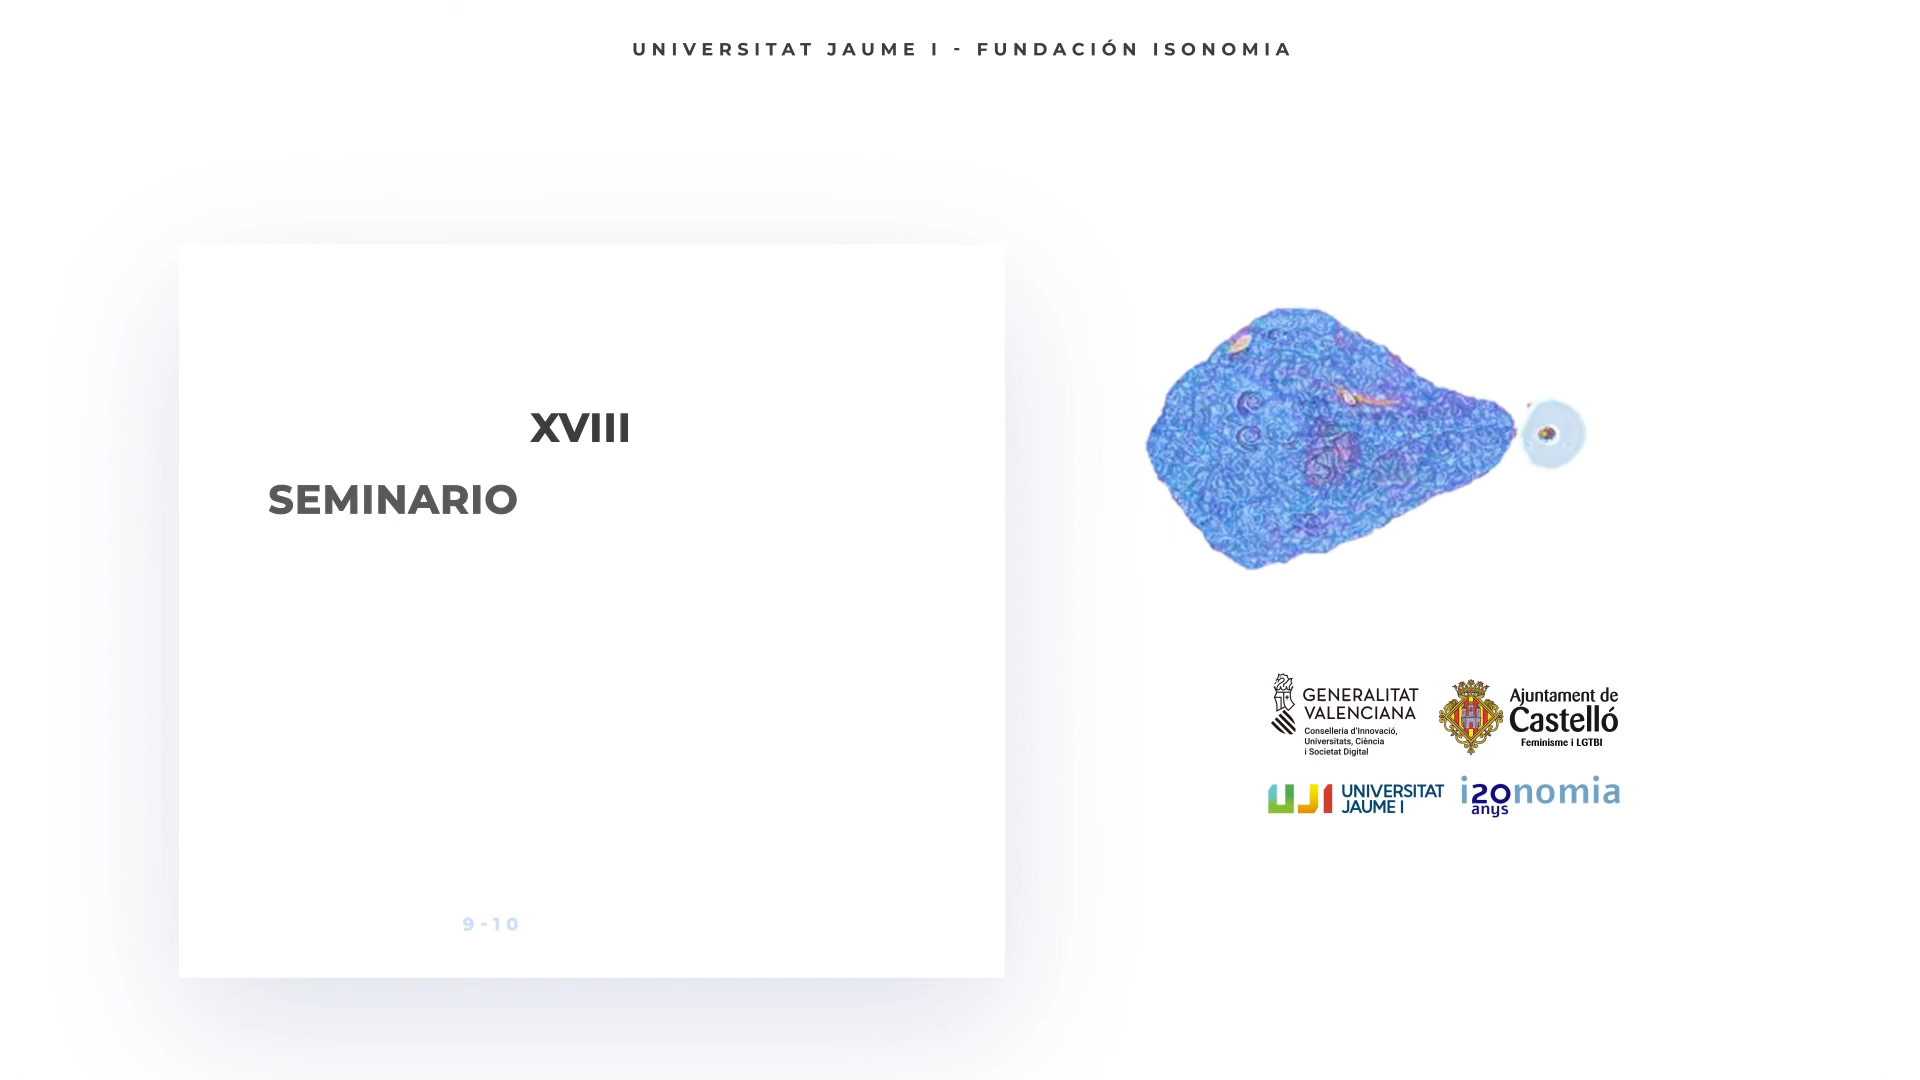 UNIVERSITAT JAUME I - FUNDACIÓN ISONOMIA
XVIII
SEMINARIO
9-10
GENERALITAT
VALENCIANA
Conselleria d'Innovació,
Universitats, Ciència
i Societat Digital
Ajuntament de
Castelló
Feminisme i LGTBI
UJI UNIVERSITAT
JAUME I
i20nomia
anys